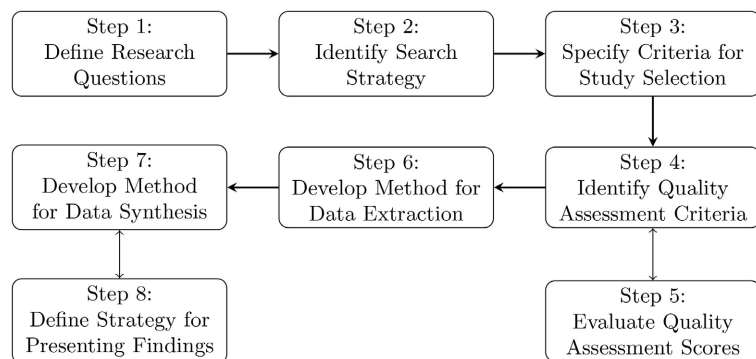 Step 1:
Define Research
Questions
Step 2:
Identify Search
Strategy
Step 3:
Specify Criteria for
Study Selection
Step 7:
Develop Method
for Data Synthesis
Step 6:
Develop Method for
Data Extraction
Step 4:
Identify Quality
Assessment Criteria
Step 8:
Define Strategy for
Presenting Findings
Step 5:
Evaluate Quality
Assessment Scores